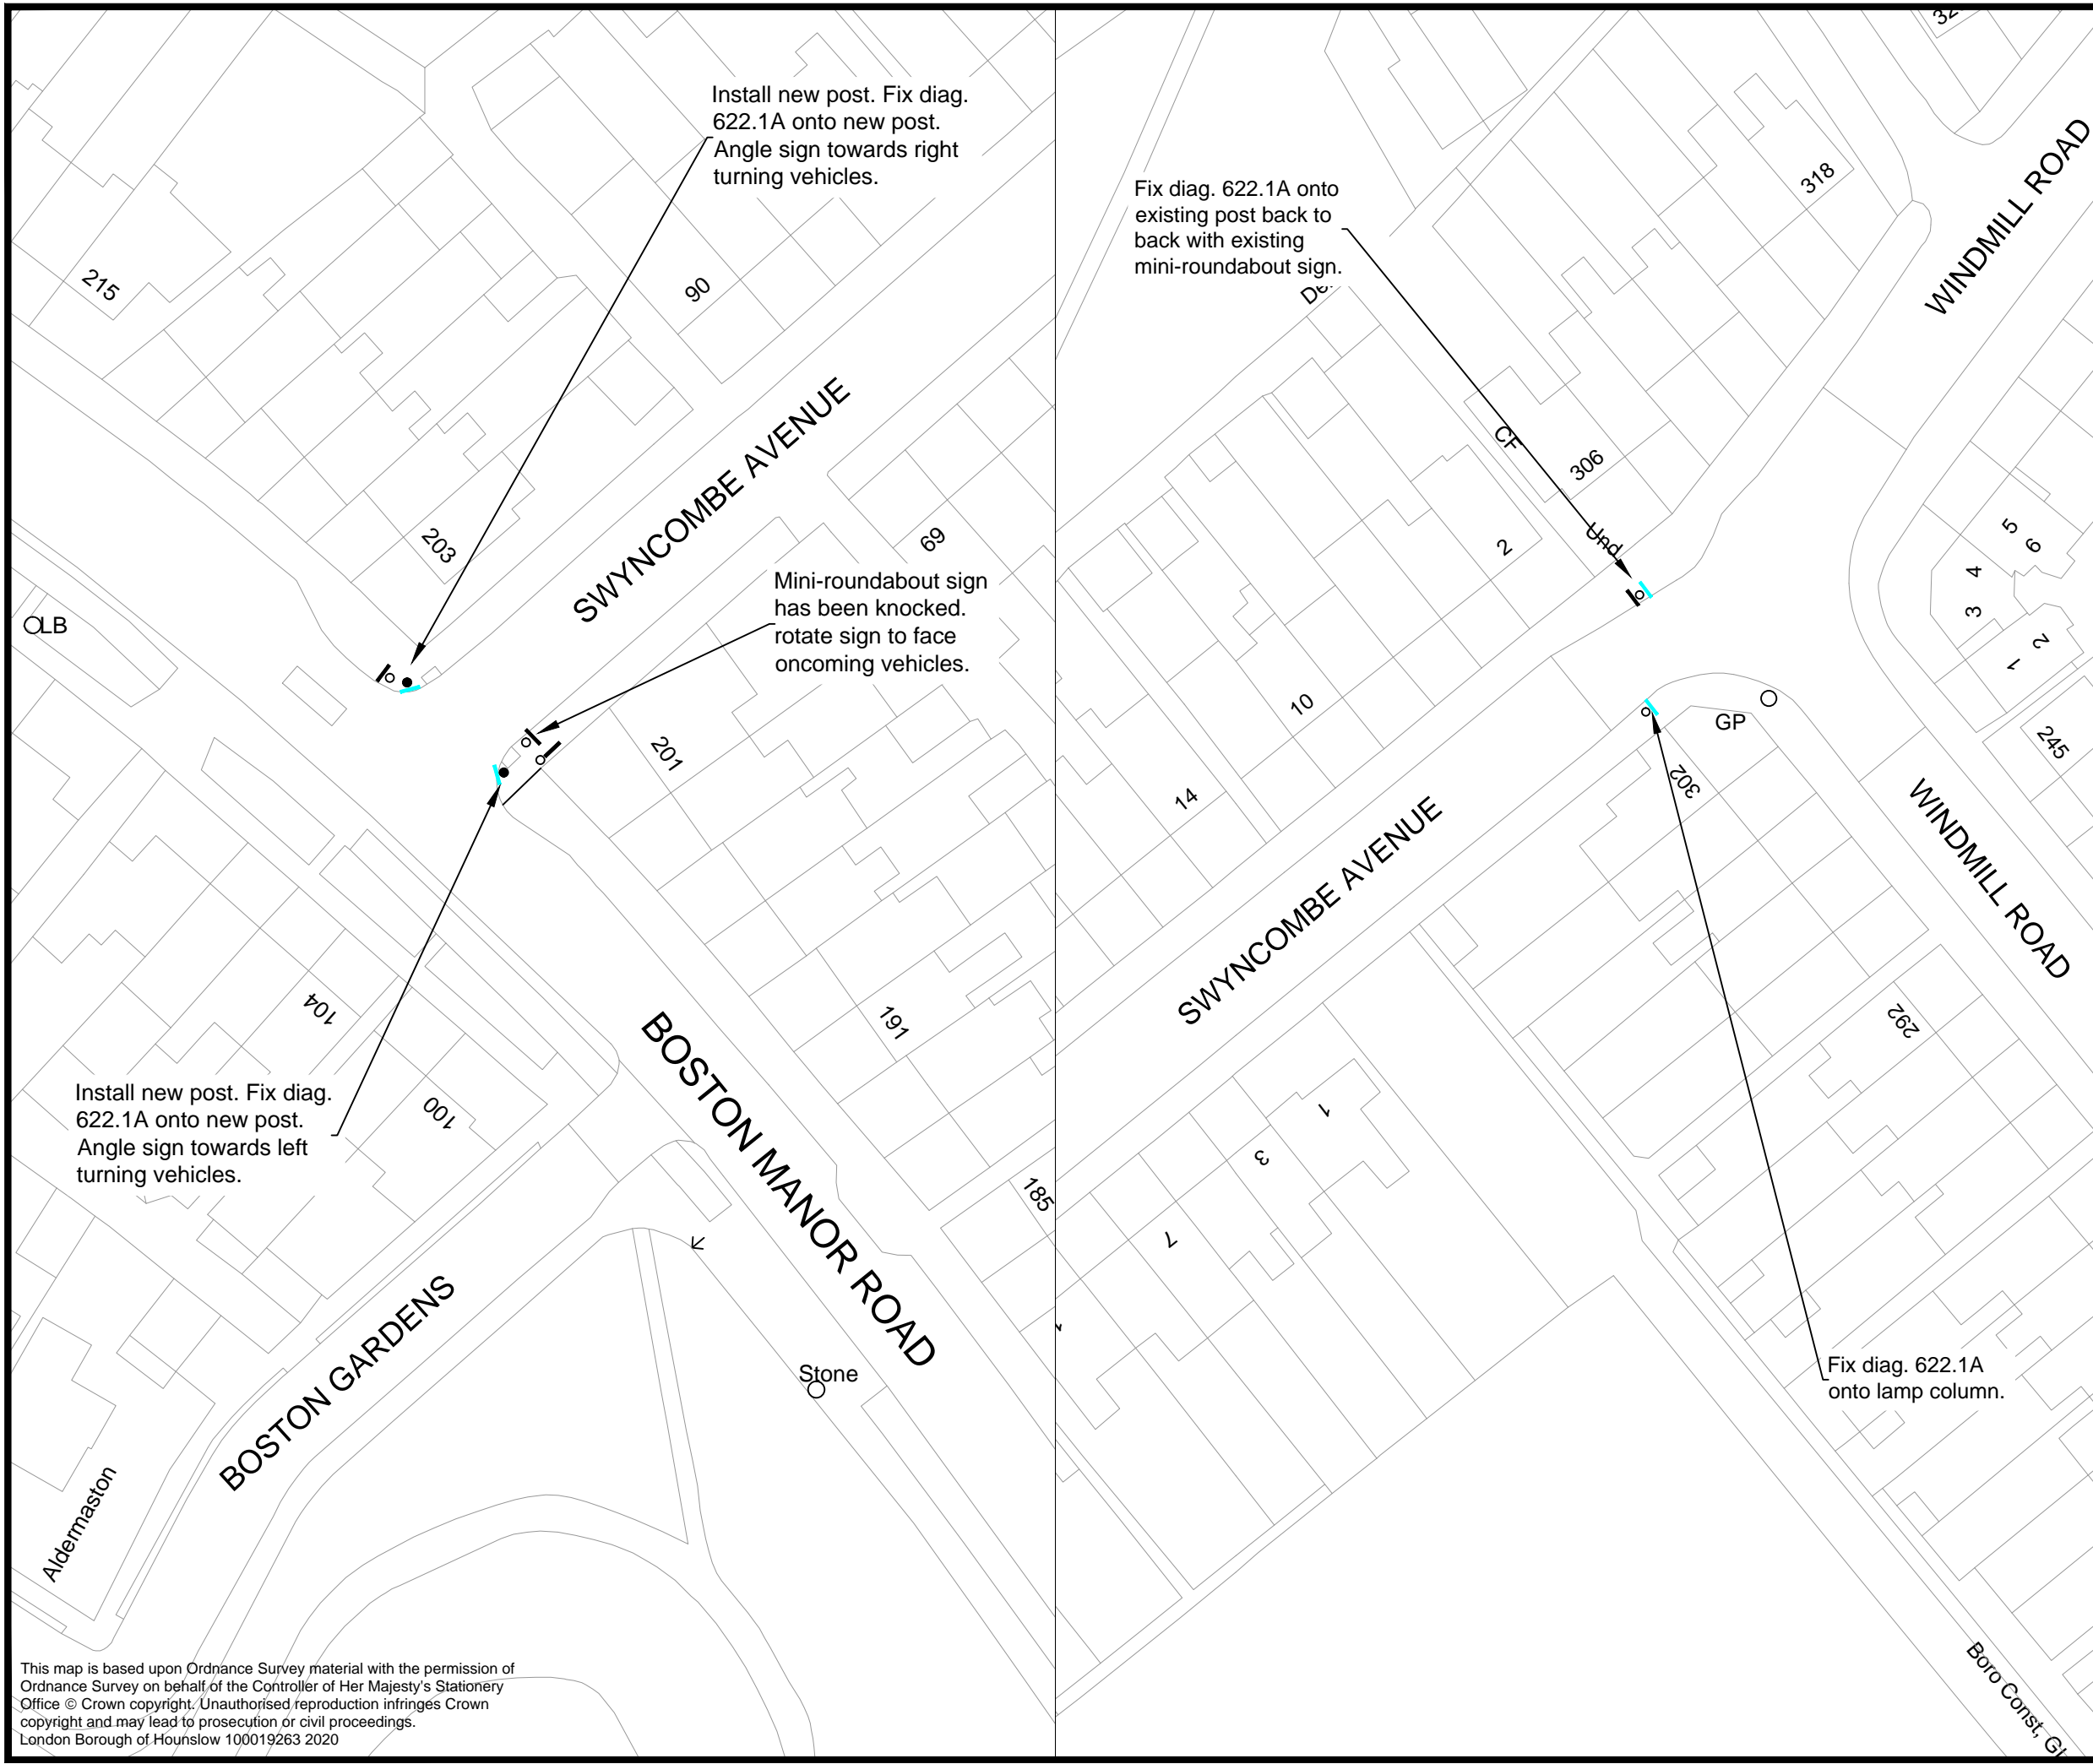 Install new post. Fix diag.
622.1A onto new post.
Angle sign towards right
turning vehicles.
215
90
203
SWYNCOMBE AVENUE
69
LB
Mini-roundabout sign
has been knocked.
rotate sign to face
oncoming vehicles.
201
104
191
100
Install new post. Fix diag.
622.1A onto new post.
Angle sign towards left
turning vehicles.
BOSTON MANOR ROAD
185
BOSTON GARDENS
Stone
Aldermaston
This map is based upon Ordnance Survey material with the permission of
Ordnance Survey on behalf of the Controller of Her Majesty's Stationery
Office © Crown copyright. Unauthorised reproduction infringes Crown
copyright and may lead to prosecution or civil proceedings.
London Borough of Hounslow 100019263 2020
Fix diag. 622.1A onto
existing post back to
back with existing
mini-roundabout sign.
318
WINDMILL ROAD
CF
306
Und
2
5
6
4
3
2
1
10
14
GP
302
245
SWYNCOMBE AVENUE
WINDMILL ROAD
292
1
3
7
Fix diag. 622.1A
onto lamp column.
Boro Const,